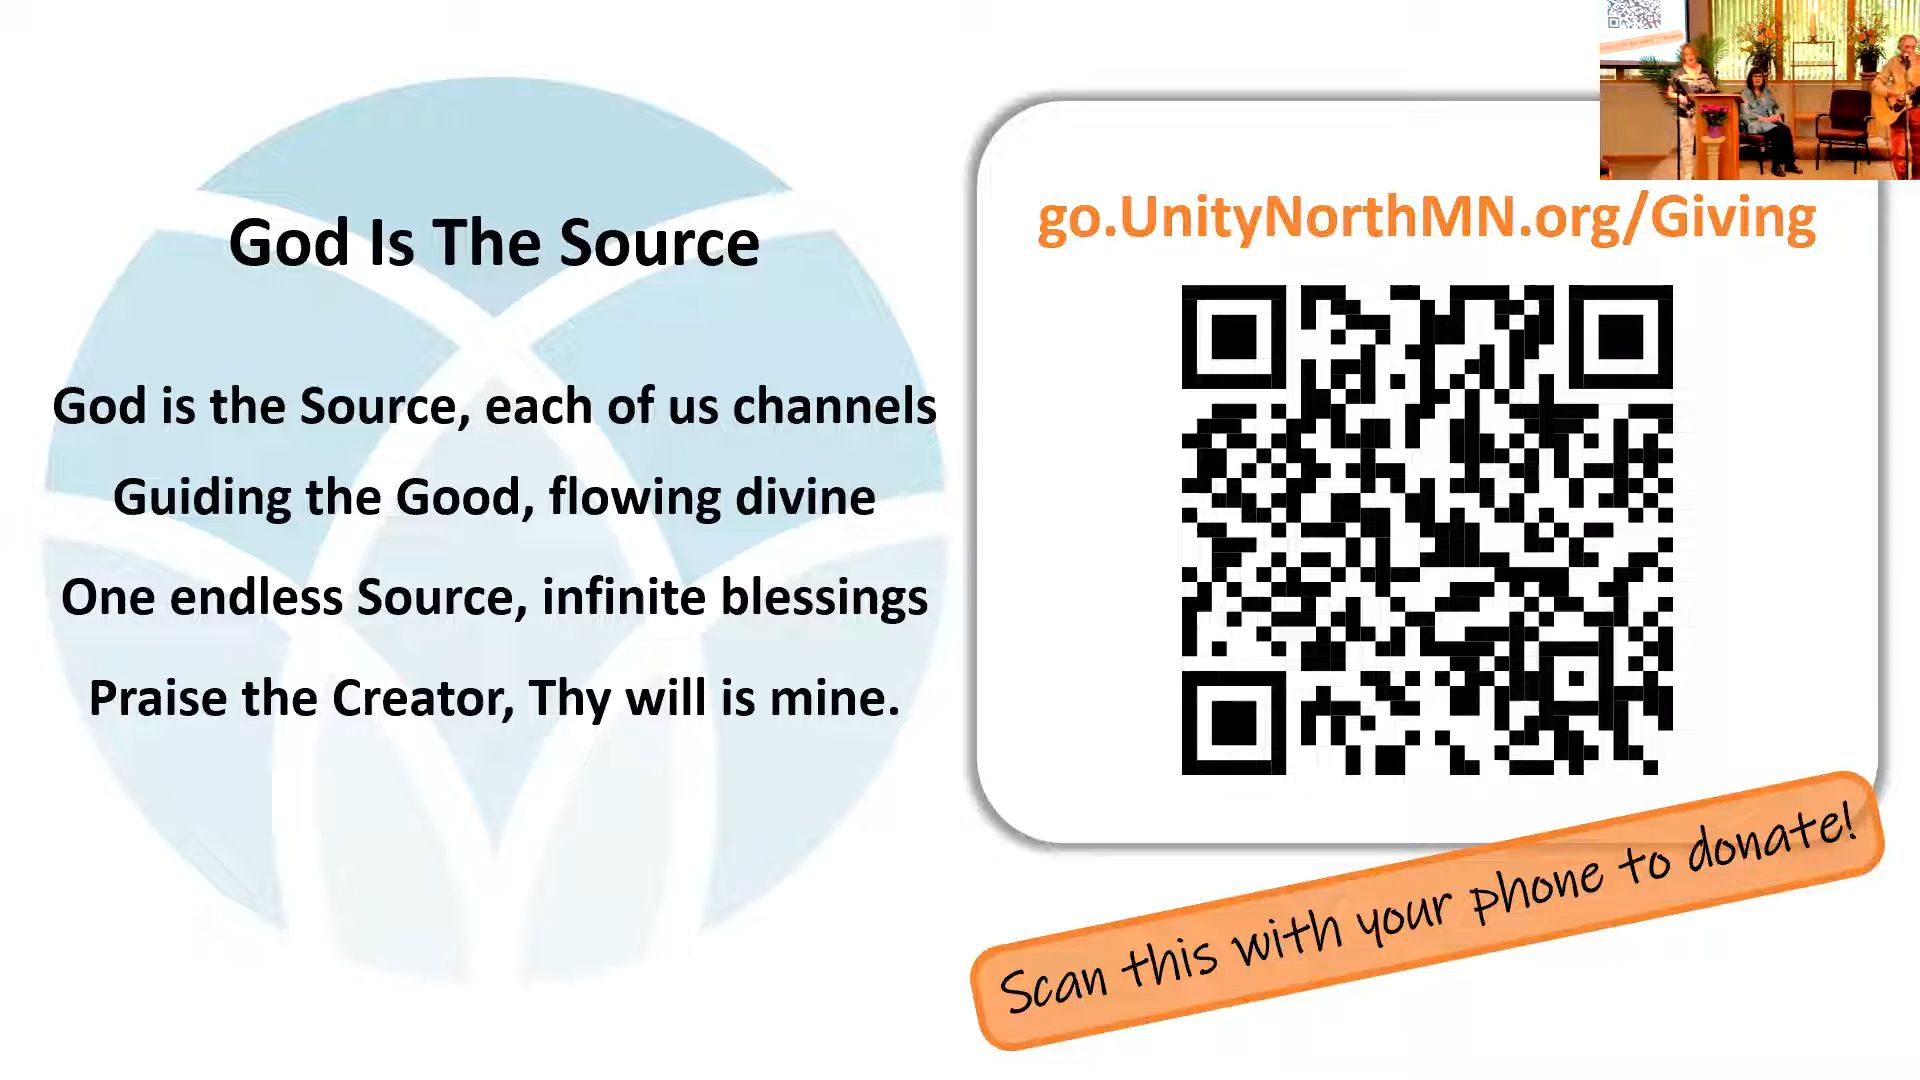 God Is The Source
God is the Source, each of us channels
Guiding the Good, flowing divine
One endless Source, infinite blessings
Praise the Creator, Thy will is mine.
go.UnityNorthMN.org/Giving
Scan this with your phone to donate!